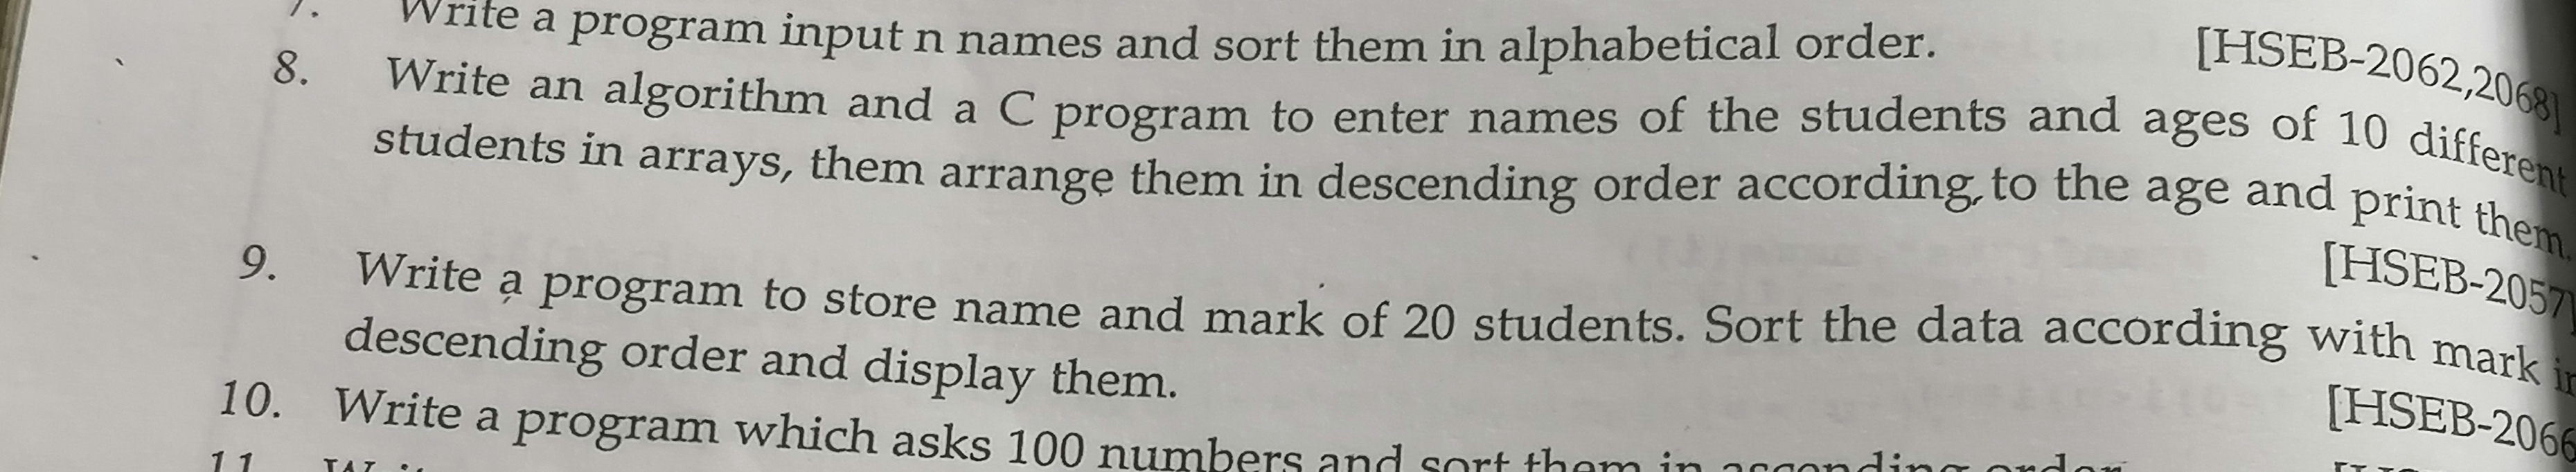 7. Write a program input n names and sort them in alphabetical order. [HSEB-2062,2068]
8. Write an algorithm and a C program to enter names of the students and ages of 10 different
students in arrays, them arrange them in descending order according to the age and print them.
[HSEB-2057]
9. Write a program to store name and mark of 20 students. Sort the data according with mark in
descending order and display them.
[HSEB-2066
10. Write a program which asks 100 numbers and sort them in ascending order.
11.